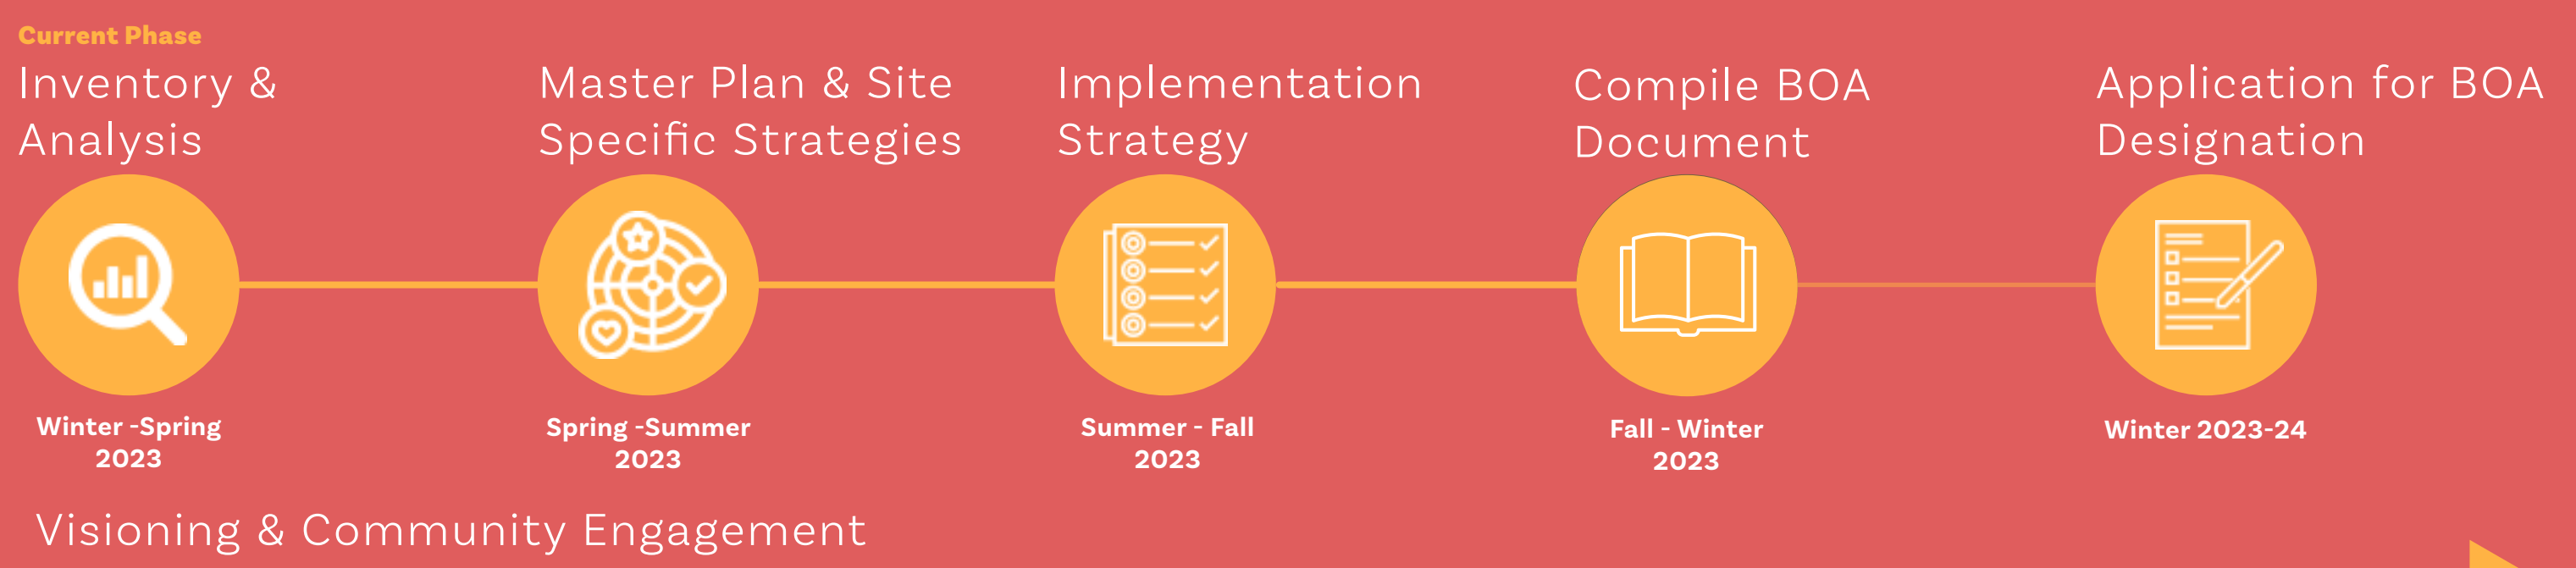 Current Phase
Inventory &
Analysis
Master Plan & Site
Specific Strategies
Implementation
Strategy
Compile BOA
Document
Application for BOA
Designation
Winter -Spring
2023
Spring -Summer
2023
Summer - Fall
2023
Fall - Winter
2023
Winter 2023-24
Visioning & Community Engagement